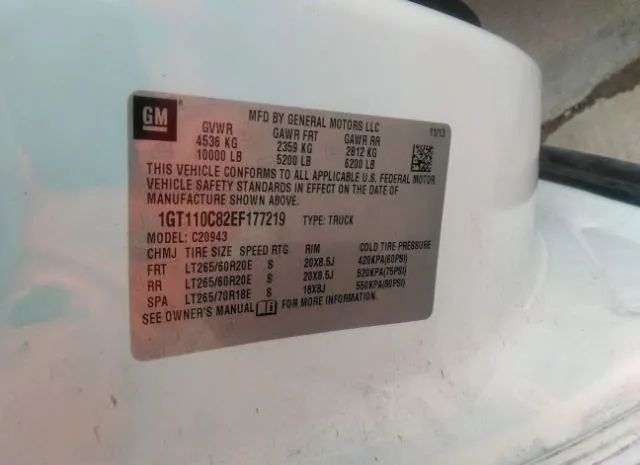 GM
MFD BY GENERAL MOTORS LLC
11/13
GVWR GAWR FRT GAWR RR
4536 KG 2359 KG 2812 KG
10000 LB 5200 LB 6200 LB
THIS VEHICLE CONFORMS TO ALL APPLICABLE U.S. FEDERAL MOTOR
VEHICLE SAFETY STANDARDS IN EFFECT ON THE DATE OF
MANUFACTURE SHOWN ABOVE.
1GT110C82EF177219 TYPE: TRUCK
MODEL: C20943
CHMJ TIRE SIZE SPEED RTG RIM COLD TIRE PRESSURE
FRT LT265/60R20E S 20X8.5J 420KPA(60PSI)
RR LT265/60R20E S 20X8.5J 520KPA(75PSI)
SPA LT265/70R18E S 18X8J 550KPA(80PSI)
SEE OWNER'S MANUAL FOR MORE INFORMATION.